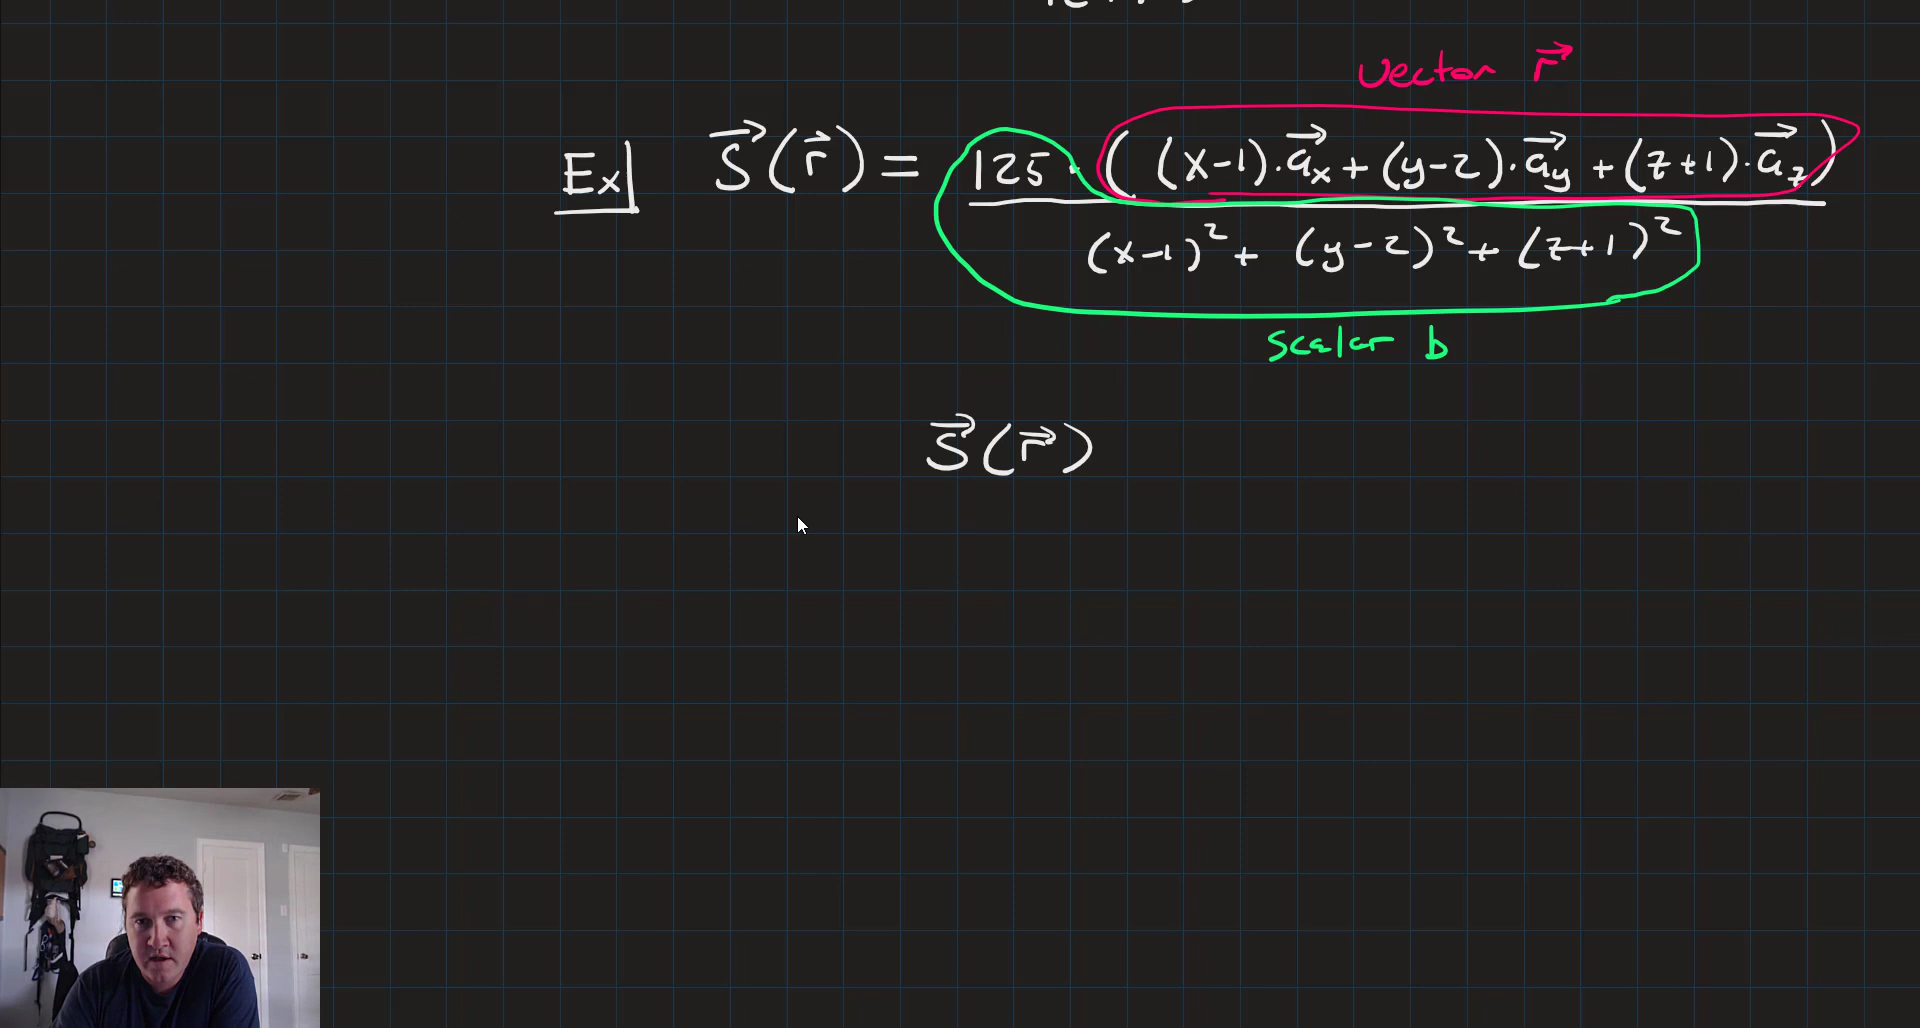 vector r⃗
Ex S⃗(r⃗) = 125 · ((x-1)·a⃗x + (y-2)·a⃗y + (z+1)·a⃗z)
(x-1)² + (y-2)² + (z+1)²
scalar b
S⃗(r⃗)